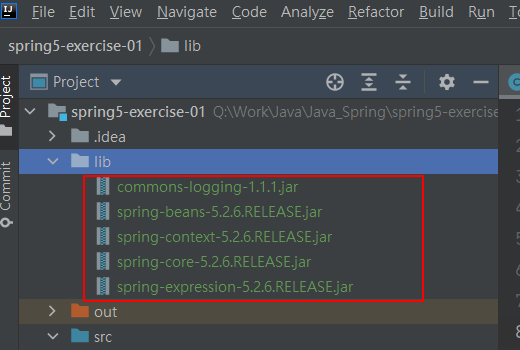 IJ File Edit View Navigate Code Analyze Refactor Build Run
spring5-exercise-01 lib
Project
Project
spring5-exercise-01 Q:\Work\Java\Java_Spring\spring5-exercise
.idea
lib
commons-logging-1.1.1.jar
spring-beans-5.2.6.RELEASE.jar
spring-context-5.2.6.RELEASE.jar
spring-core-5.2.6.RELEASE.jar
spring-expression-5.2.6.RELEASE.jar
out
src
Commit